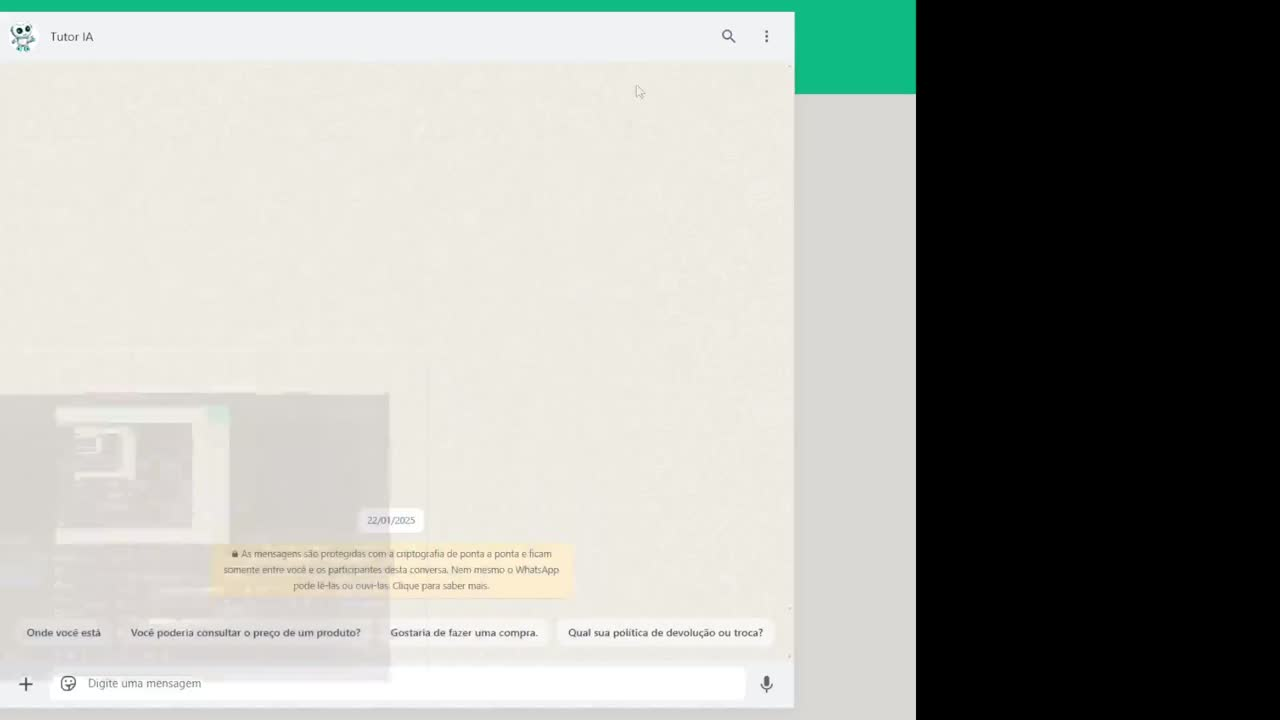 Tutor IA
22/01/2025
As mensagens são protegidas com a criptografia de ponta a ponta e ficam
somente entre você e os participantes desta conversa. Nem mesmo o WhatsApp
pode lê-las ou ouvi-las. Clique para saber mais.
Onde você está Você poderia consultar o preço de um produto? Gostaria de fazer uma compra. Qual sua política de devolução ou troca?
Digite uma mensagem